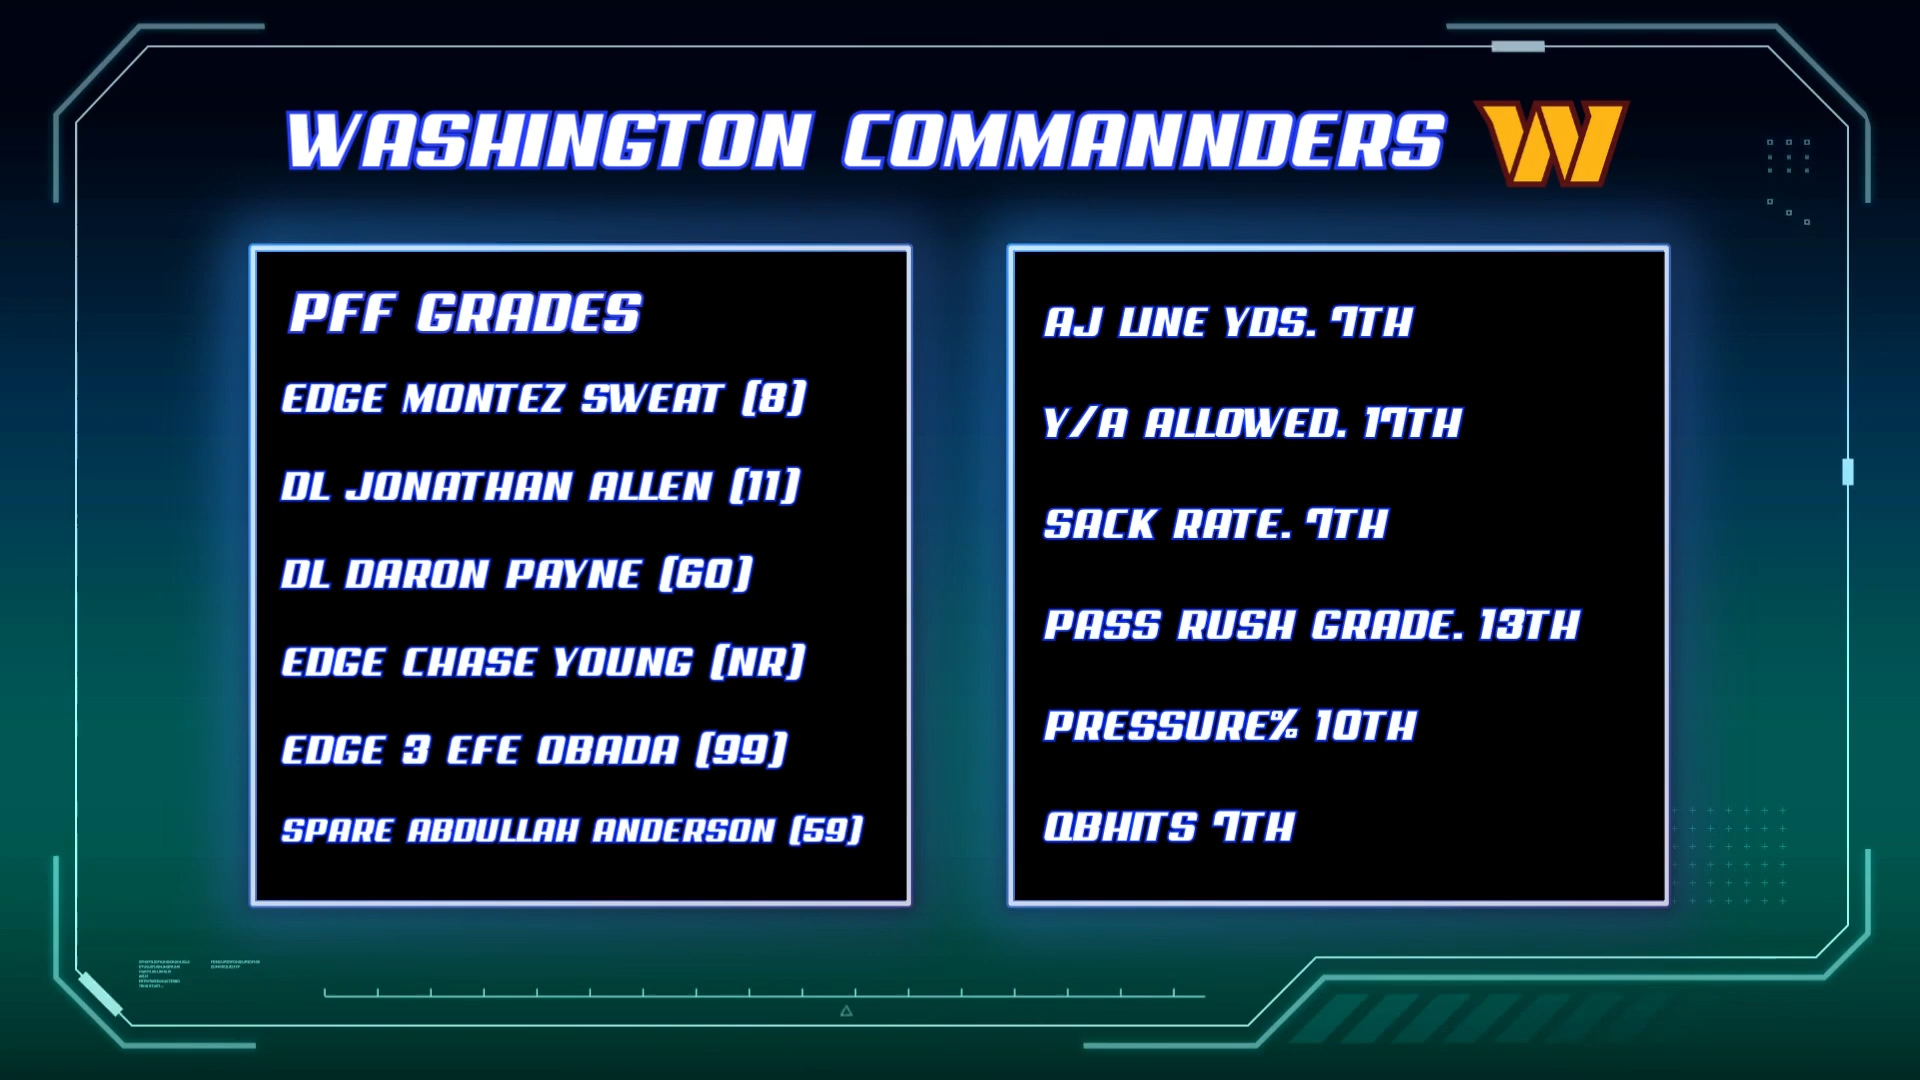 WASHINGTON COMMANNDERS
PFF GRADES
EDGE MONTEZ SWEAT (8)
DL JONATHAN ALLEN (11)
DL DARON PAYNE (60)
EDGE CHASE YOUNG (NR)
EDGE 3 EFE OBADA (99)
SPARE ABDULLAH ANDERSON (59)
AJ LINE YDS. 7TH
Y/A ALLOWED. 17TH
SACK RATE. 7TH
PASS RUSH GRADE. 13TH
PRESSURE% 10TH
QBHITS 7TH